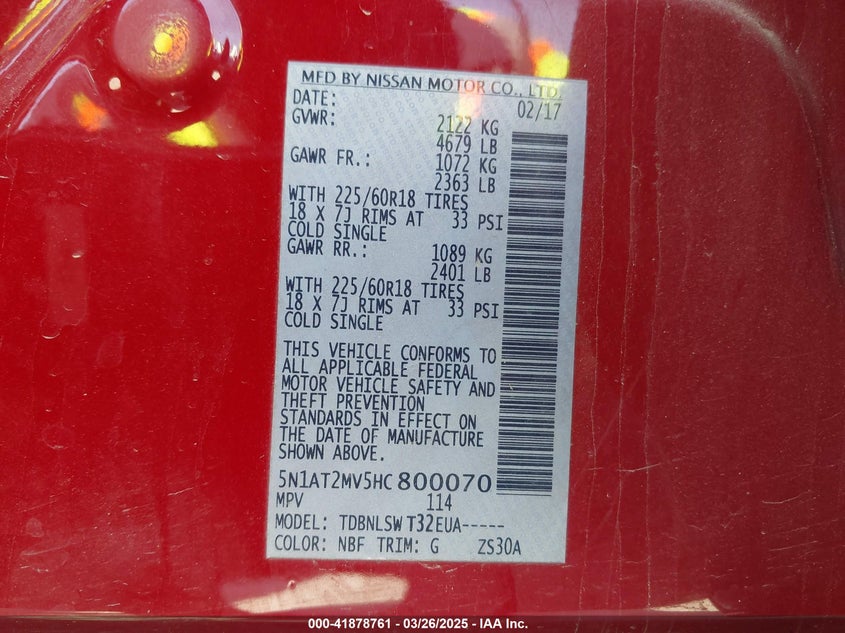 MFD BY NISSAN MOTOR CO., LTD.
DATE: 02/17
GVWR: 2122 KG
4679 LB
GAWR FR.: 1072 KG
2363 LB
WITH 225/60R18 TIRES
18 X 7J RIMS AT 33 PSI
COLD SINGLE
GAWR RR.: 1089 KG
2401 LB
WITH 225/60R18 TIRES
18 X 7J RIMS AT 33 PSI
COLD SINGLE
THIS VEHICLE CONFORMS TO
ALL APPLICABLE FEDERAL
MOTOR VEHICLE SAFETY AND
THEFT PREVENTION
STANDARDS IN EFFECT ON
THE DATE OF MANUFACTURE
SHOWN ABOVE.
5N1AT2MV5HC800070
MPV 114
MODEL: TDBNLSW T32EUA-----
COLOR: NBF TRIM: G ZS30A
000-41878761 - 03/26/2025 - IAA Inc.